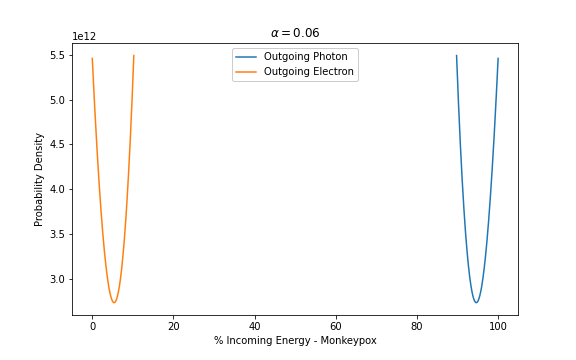 α = 0.06
1e12
Outgoing Photon
Outgoing Electron
Probability Density
5.5
5.0
4.5
4.0
3.5
3.0
0 20 40 60 80 100
% Incoming Energy - Monkeypox